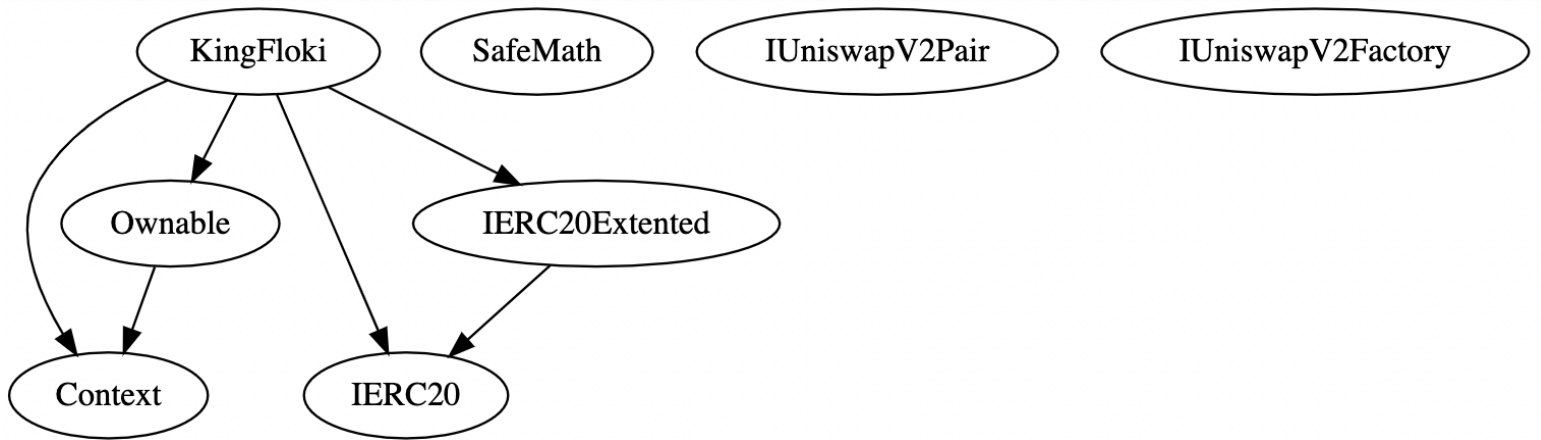 KingFloki
SafeMath
IUniswapV2Pair
IUniswapV2Factory
Ownable
IERC20Extented
Context
IERC20